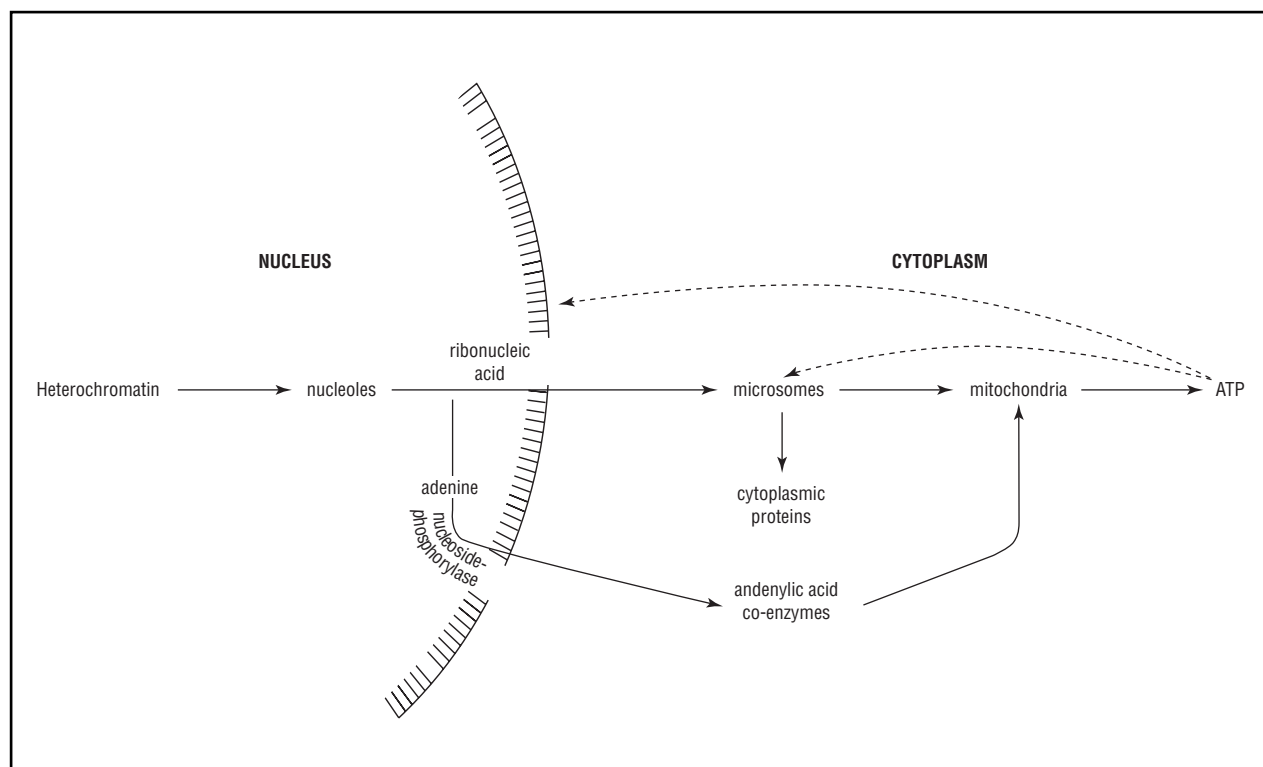 NUCLEUS
CYTOPLASM
ribonucleic
acid
Heterochromatin
nucleoles
microsomes
mitochondria
ATP
adenine
nucleoside-
phosphorylase
cytoplasmic
proteins
andenylic acid
co-enzymes